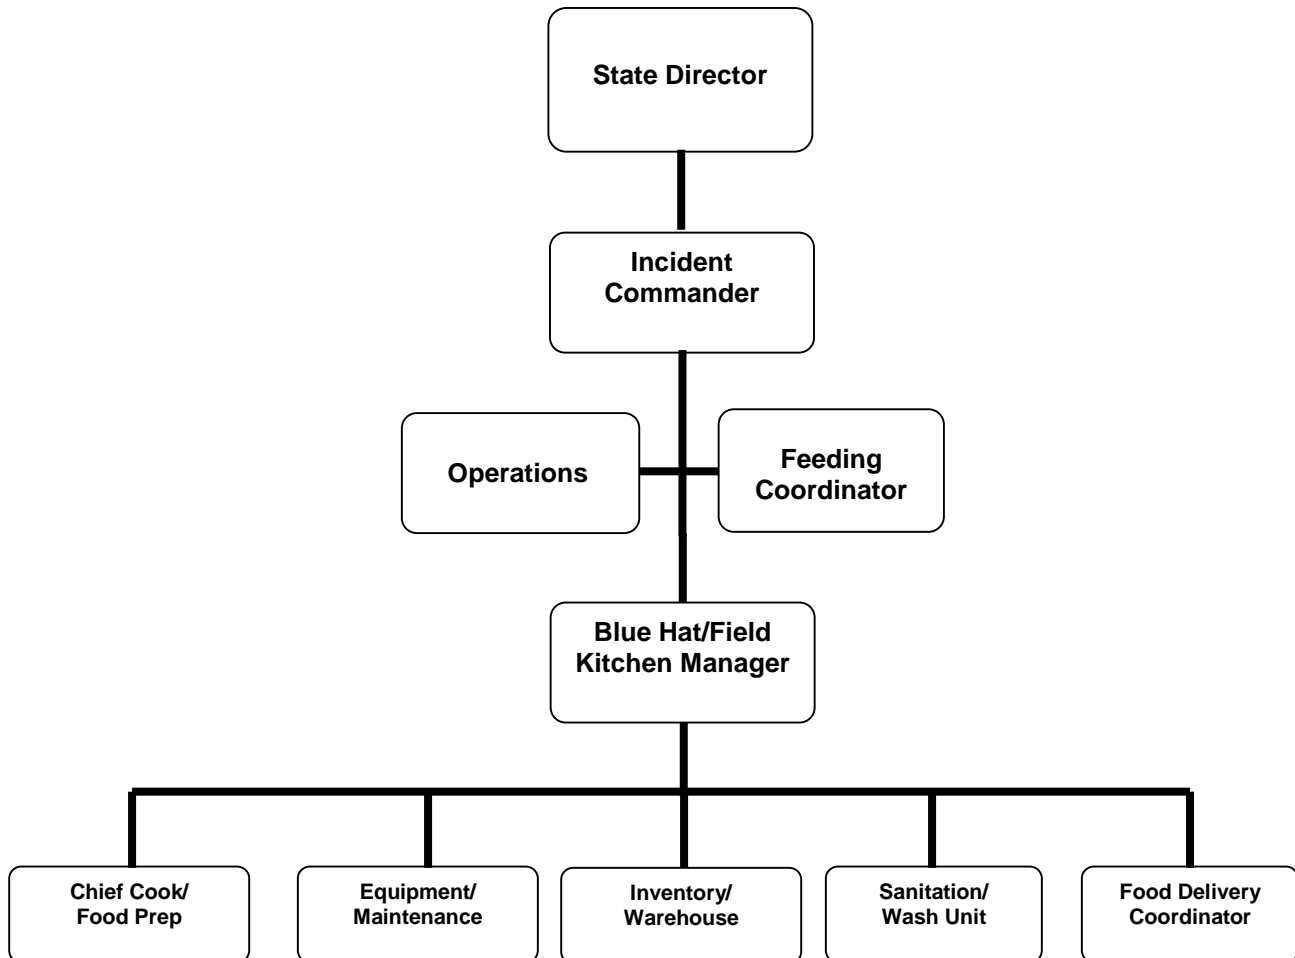 State Director
Incident
Commander
Operations
Feeding
Coordinator
Blue Hat/Field
Kitchen Manager
Chief Cook/
Food Prep
Equipment/
Maintenance
Inventory/
Warehouse
Sanitation/
Wash Unit
Food Delivery
Coordinator